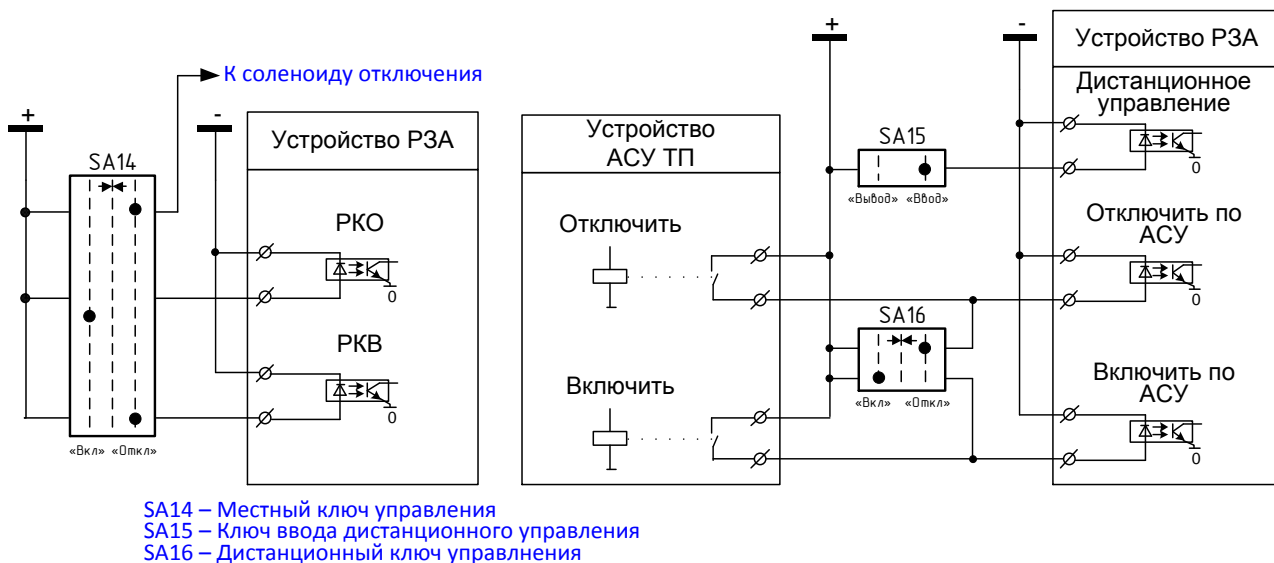 К соленоиду отключения
+
SA14
«Вкл» «Откл»
-
Устройство РЗА
РКО
0
РКВ
0
Устройство
АСУ ТП
Отключить
Включить
+
SA15
«Вывод» «Ввод»
SA16
«Вкл» «Откл»
-
Устройство РЗА
Дистанционное
управление
0
Отключить по
АСУ
0
Включить по
АСУ
0
SA14 – Местный ключ управления
SA15 – Ключ ввода дистанционного управления
SA16 – Дистанционный ключ управлнения